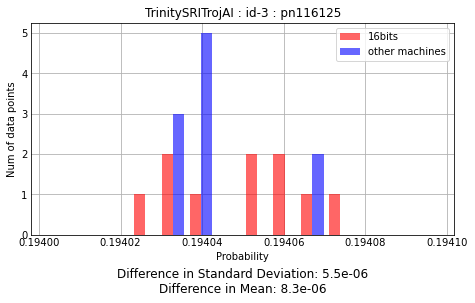 TrinitySRITrojAI : id-3 : pn116125
16bits
other machines
Num of data points
5
4
3
2
1
0
0.19400 0.19402 0.19404 0.19406 0.19408 0.19410
Probability
Difference in Standard Deviation: 5.5e-06
Difference in Mean: 8.3e-06